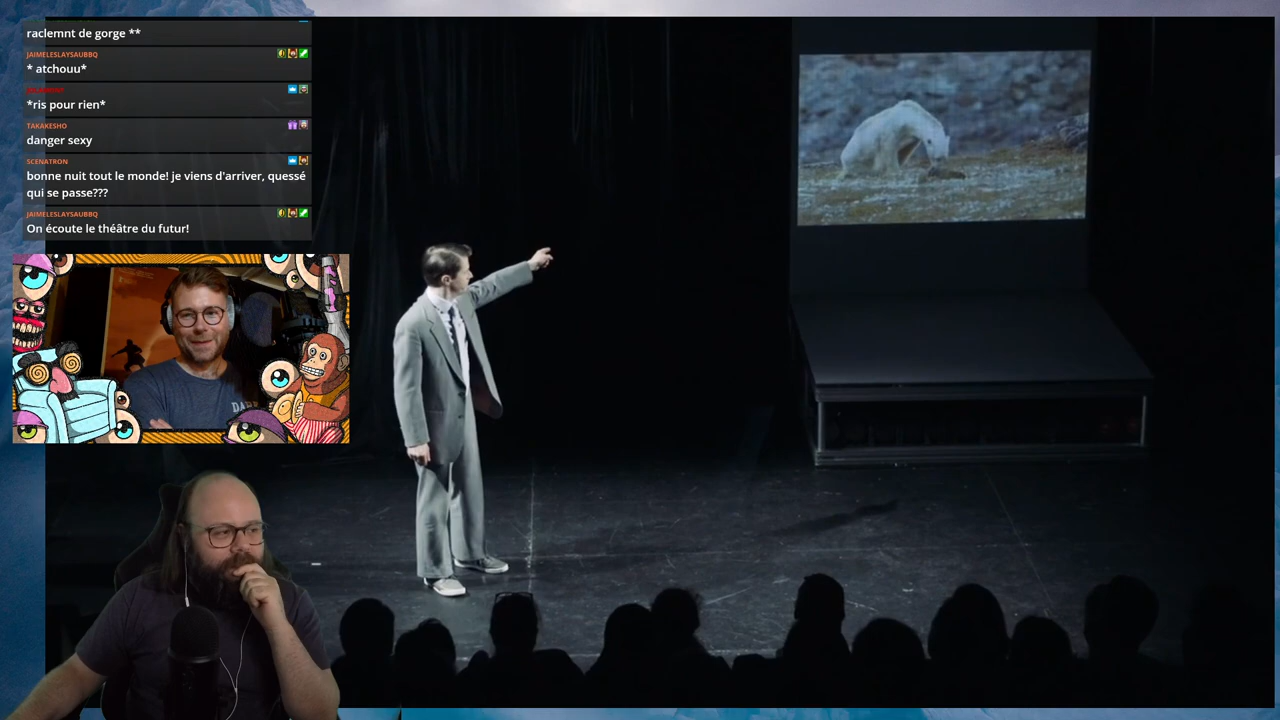 raclemnt de gorge **
JAIMELESLAYSAUBBQ
* atchouu*
*ris pour rien*
TAKAKESHO
danger sexy
SCENATRON
bonne nuit tout le monde! je viens d'arriver, quessé
qui se passe???
JAIMELESLAYSAUBBQ
On écoute le théâtre du futur!